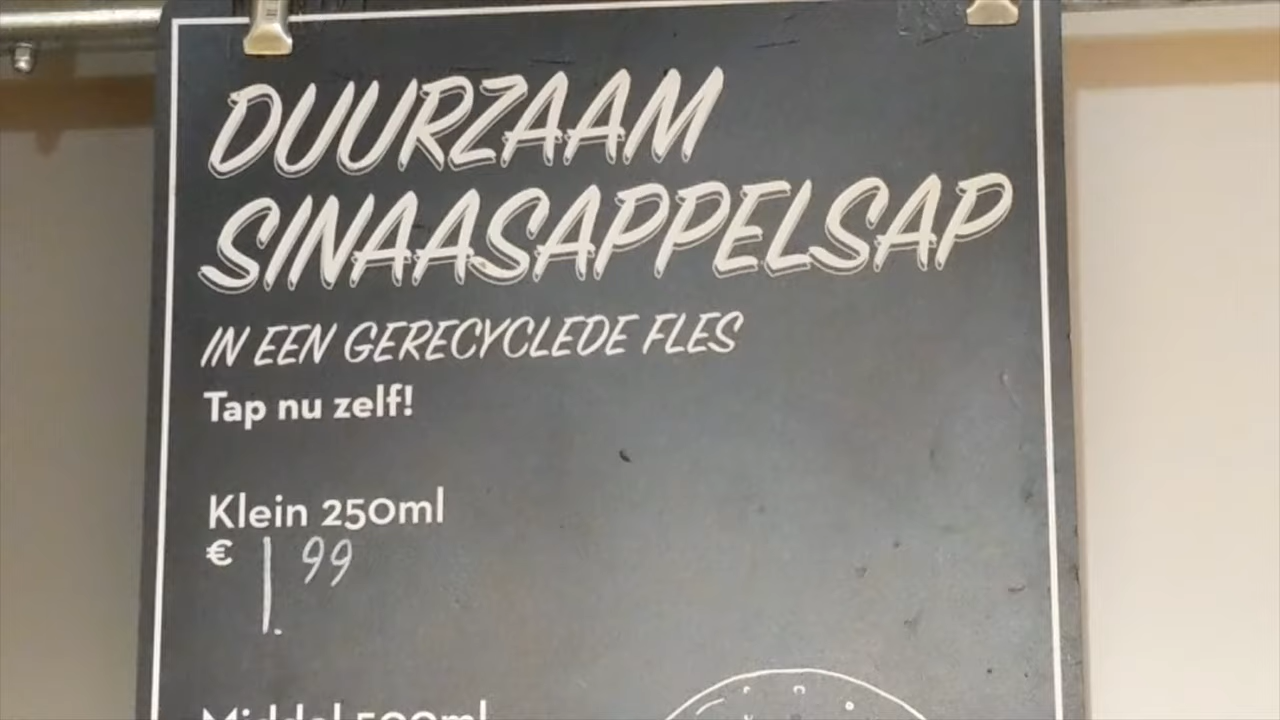 DUURZAAM
SINAASAPPELSAP
IN EEN GERECYCLEDE FLES
Tap nu zelf!
Klein 250ml
€ 1.99
Middel 500ml